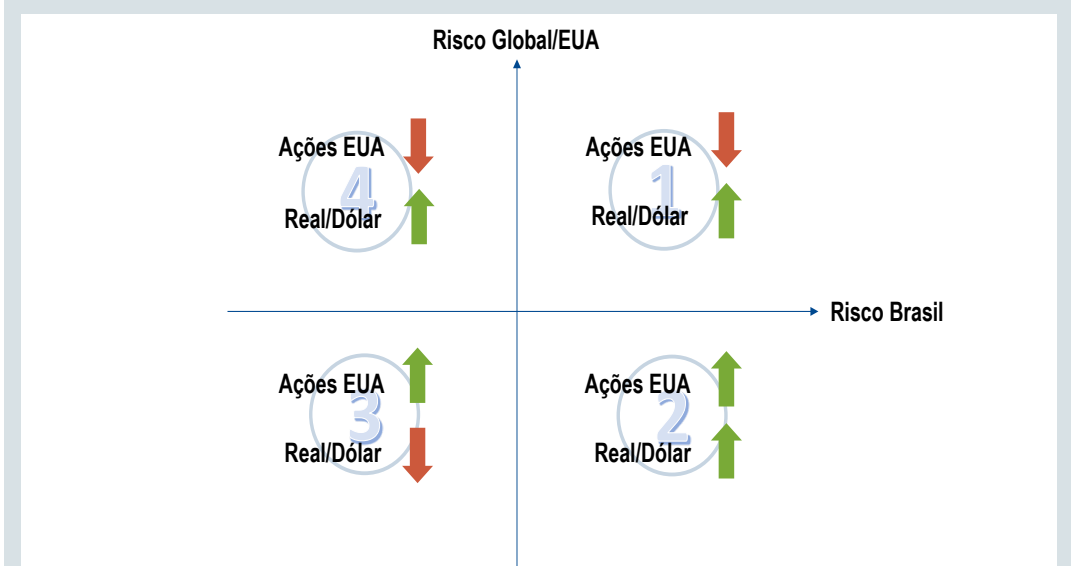 Risco Global/EUA
Ações EUA
4
Real/Dólar
Ações EUA
1
Real/Dólar
Risco Brasil
Ações EUA
3
Real/Dólar
Ações EUA
2
Real/Dólar